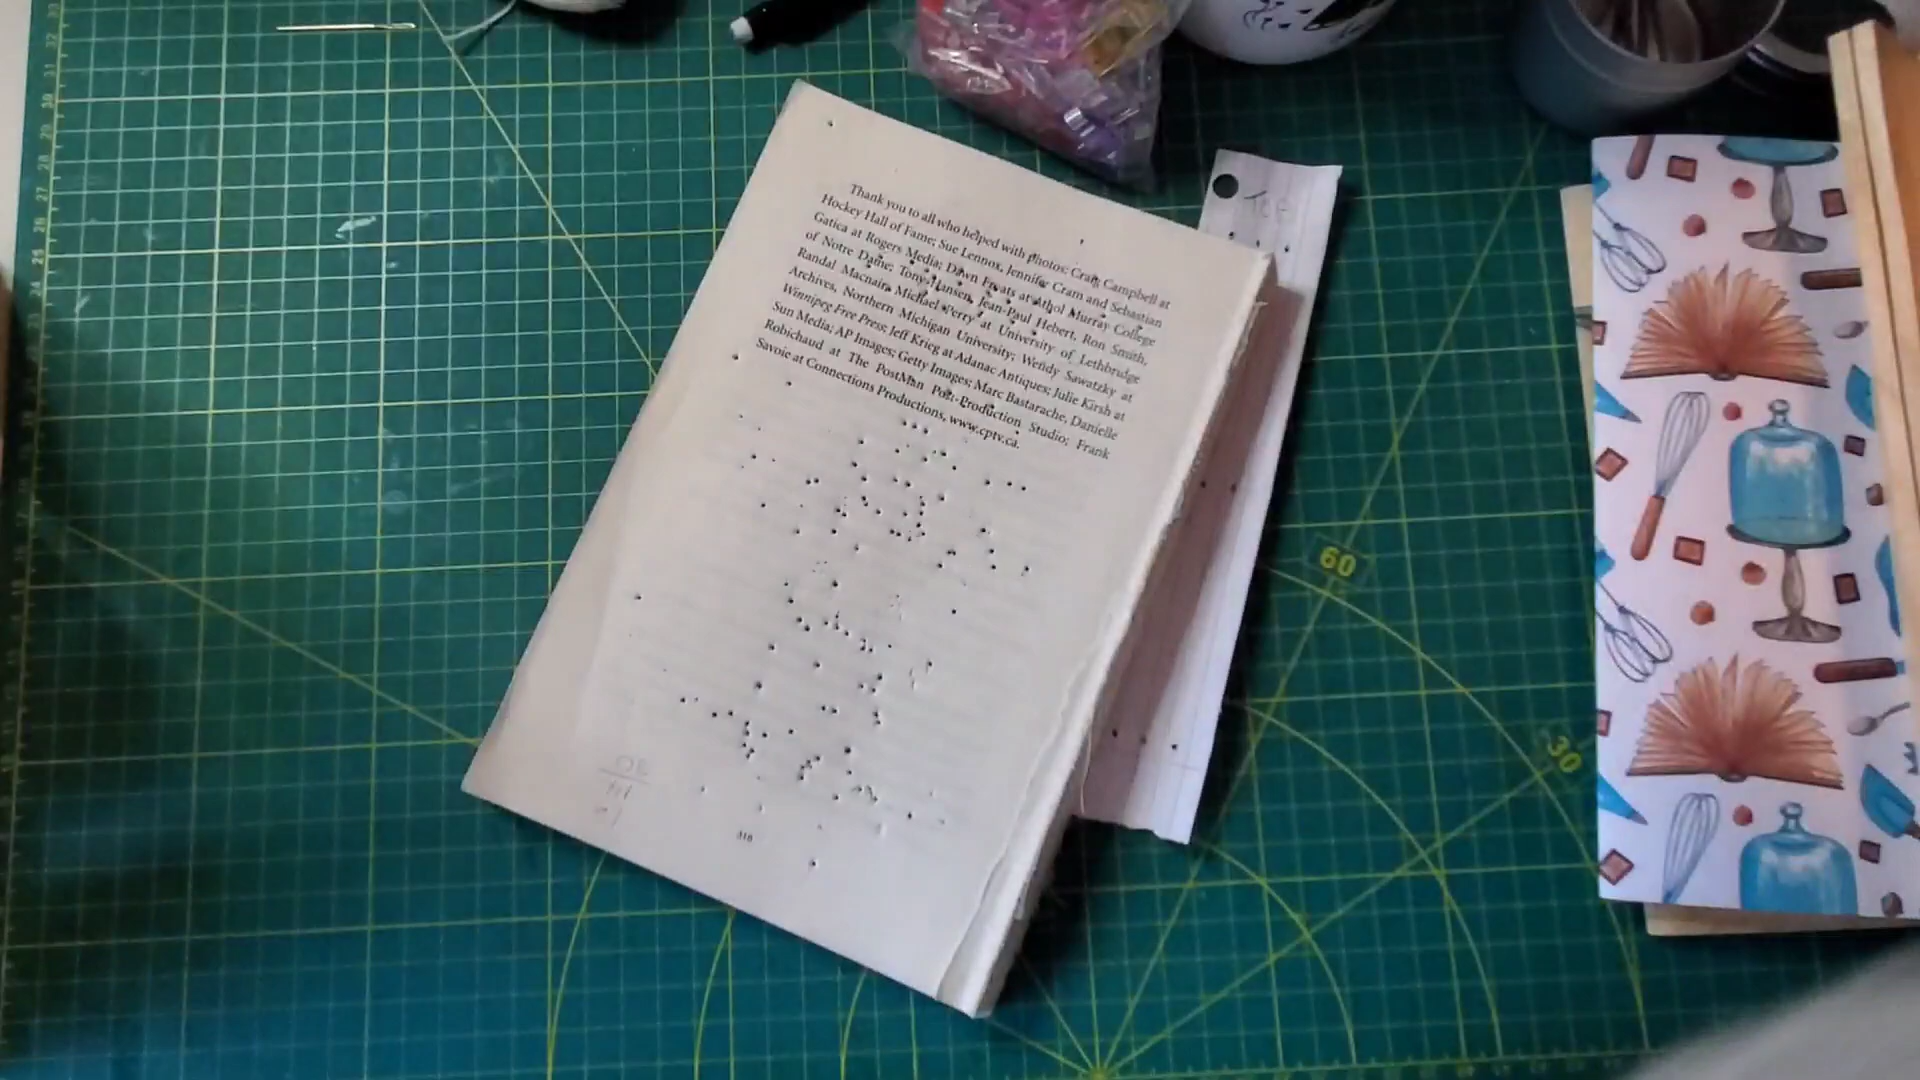 Thank you to all who helped with photos: Craig Campbell at
Hockey Hall of Fame; Sue Lennox, Jennifer Cram and Sebastian
Gatica at Rogers Media; Dawn at Athol Murray College
of Notre Dame; Tony Hansen, Jean-Paul Hebert, Ron Smith,
Randal Macnair, Michael Perry at University of Lethbridge
Archives, Northern Michigan University; Wendy Sawatzky at
Winnipeg Free Press; Jeff Krieg at Adanac Antiques; Julie Kirsh at
Sun Media; AP Images; Getty Images; Marc Bastarache, Danielle
Robichaud at The PostMan Post-Production Studio; Frank
Savoie at Connections Productions, www.cptv.ca.
TOP
60
30